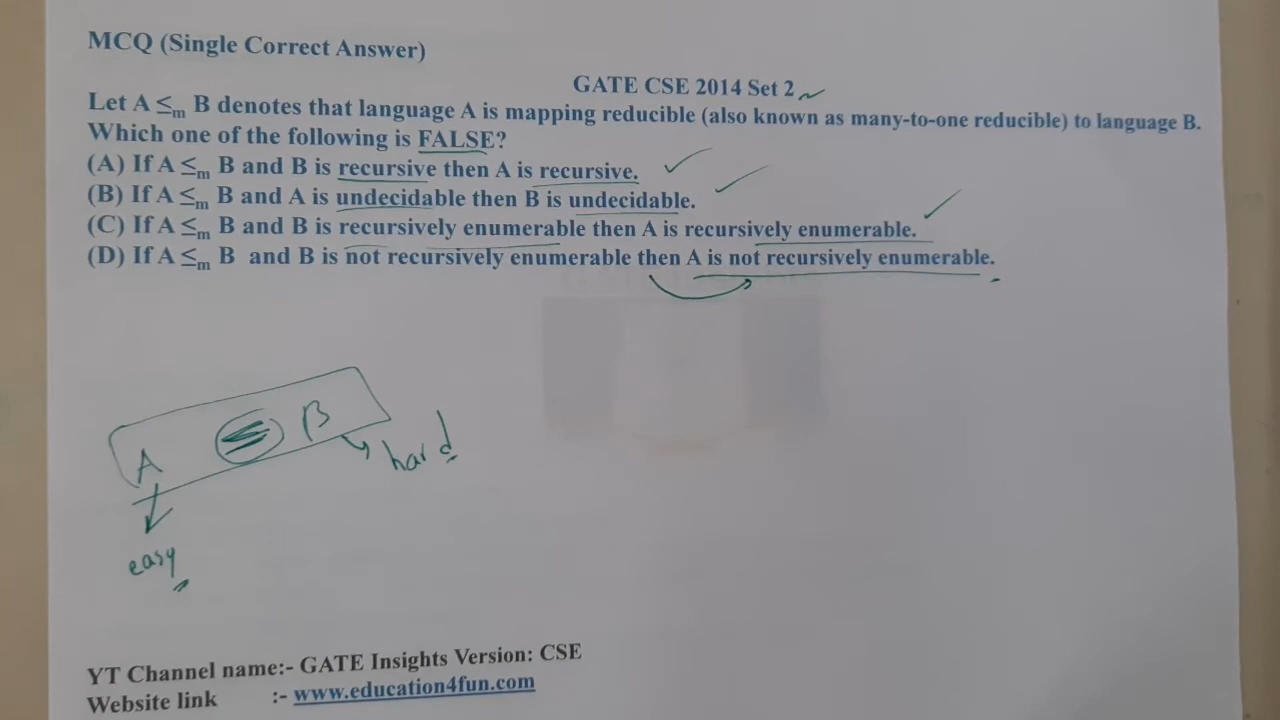 MCQ (Single Correct Answer)
GATE CSE 2014 Set 2
Let A ≤m B denotes that language A is mapping reducible (also known as many-to-one reducible) to language B.
Which one of the following is FALSE?
(A) If A ≤m B and B is recursive then A is recursive.
(B) If A ≤m B and A is undecidable then B is undecidable.
(C) If A ≤m B and B is recursively enumerable then A is recursively enumerable.
(D) If A ≤m B and B is not recursively enumerable then A is not recursively enumerable.
A ≤ B
hard
easy
YT Channel name:- GATE Insights Version: CSE
Website link :- www.education4fun.com